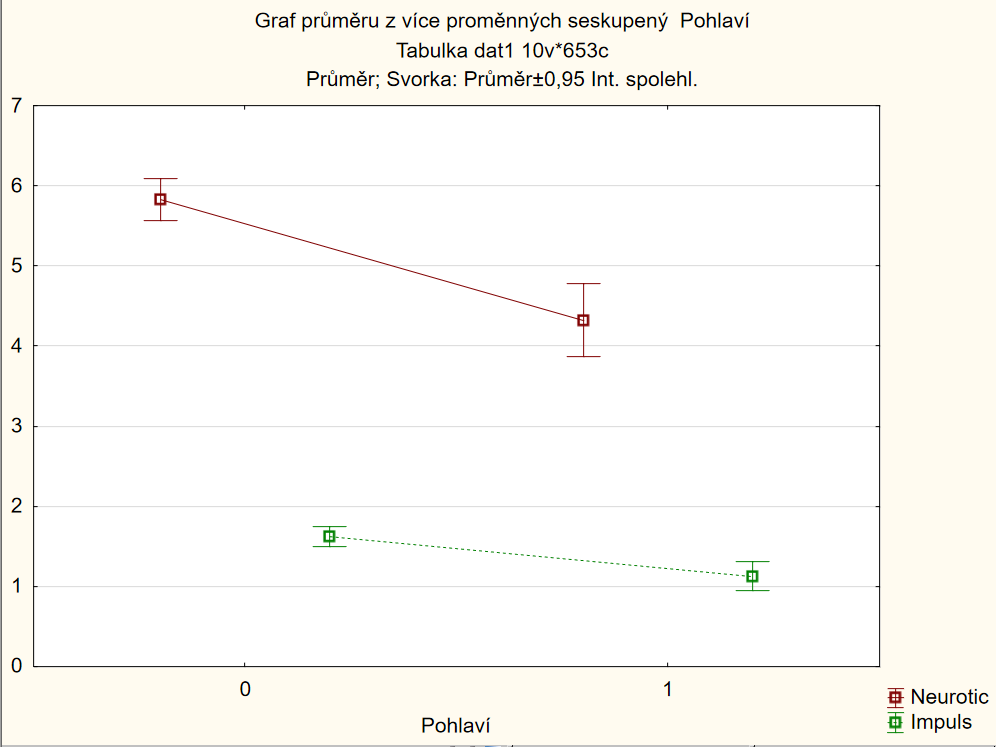 Graf průměru z více proměnných seskupený  Pohlaví
Tabulka dat1 10v*653c
Průměr; Svorka: Průměr±0,95 Int. spolehl.
7
6
5
4
3
2
1
0
0 1
Pohlaví
Neurotic
Impuls